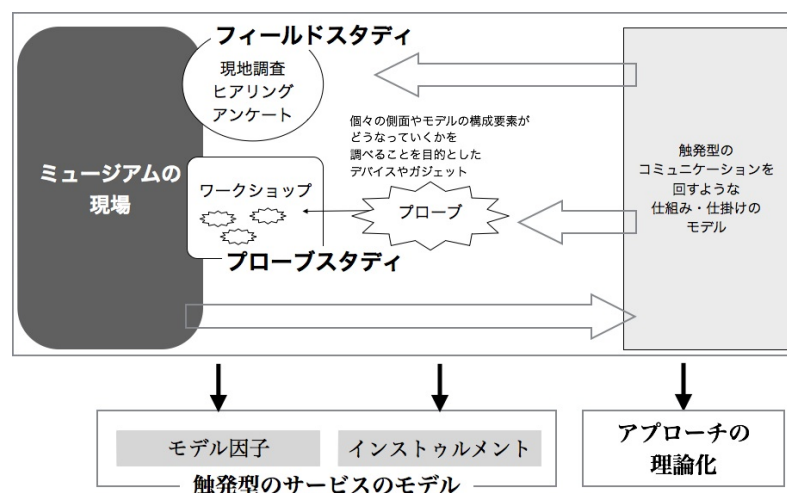 フィールドスタディ
現地調査
ヒアリング
アンケート
個々の側面やモデルの構成要素が
どうなっていくかを
調べることを目的とした
デバイスやガジェット
ミュージアムの
現場
ワークショップ
プローブ
プローブスタディ
触発型の
コミュニケーションを
回すような
仕組み・仕掛けの
モデル
モデル因子
インストゥルメント
触発型のサービスのモデル
アプローチの
理論化